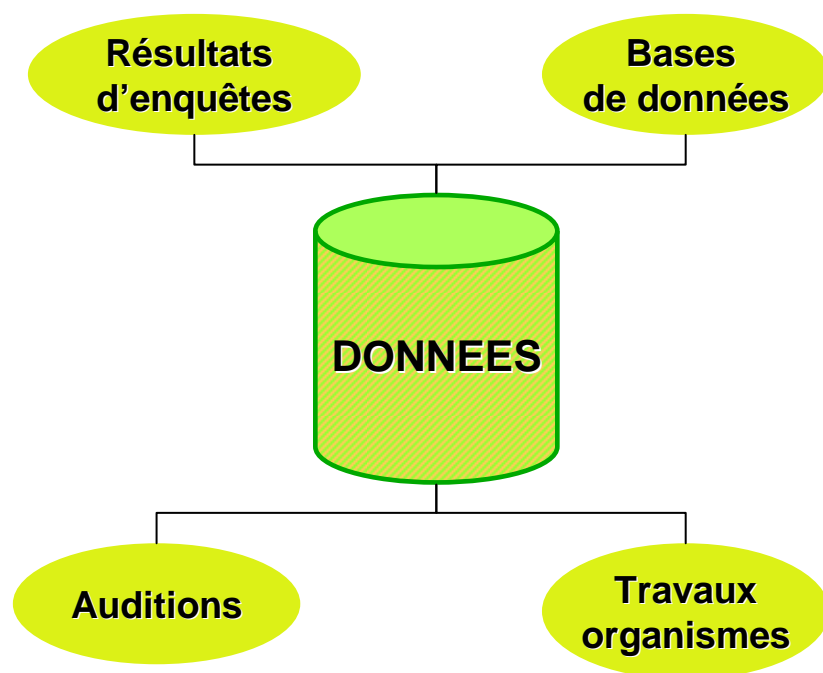 Résultats
d’enquêtes
Bases
de données
DONNEES
Auditions
Travaux
organismes